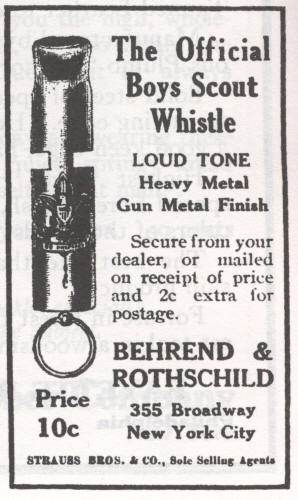 The Official
Boys Scout
Whistle
LOUD TONE
Heavy Metal
Gun Metal Finish
Secure from your
dealer, or mailed
on receipt of price
and 2c extra for
postage.
BEHREND &
ROTHSCHILD
355 Broadway
New York City
Price
10c
STRAUSS BROS. & CO., Sole Selling Agents